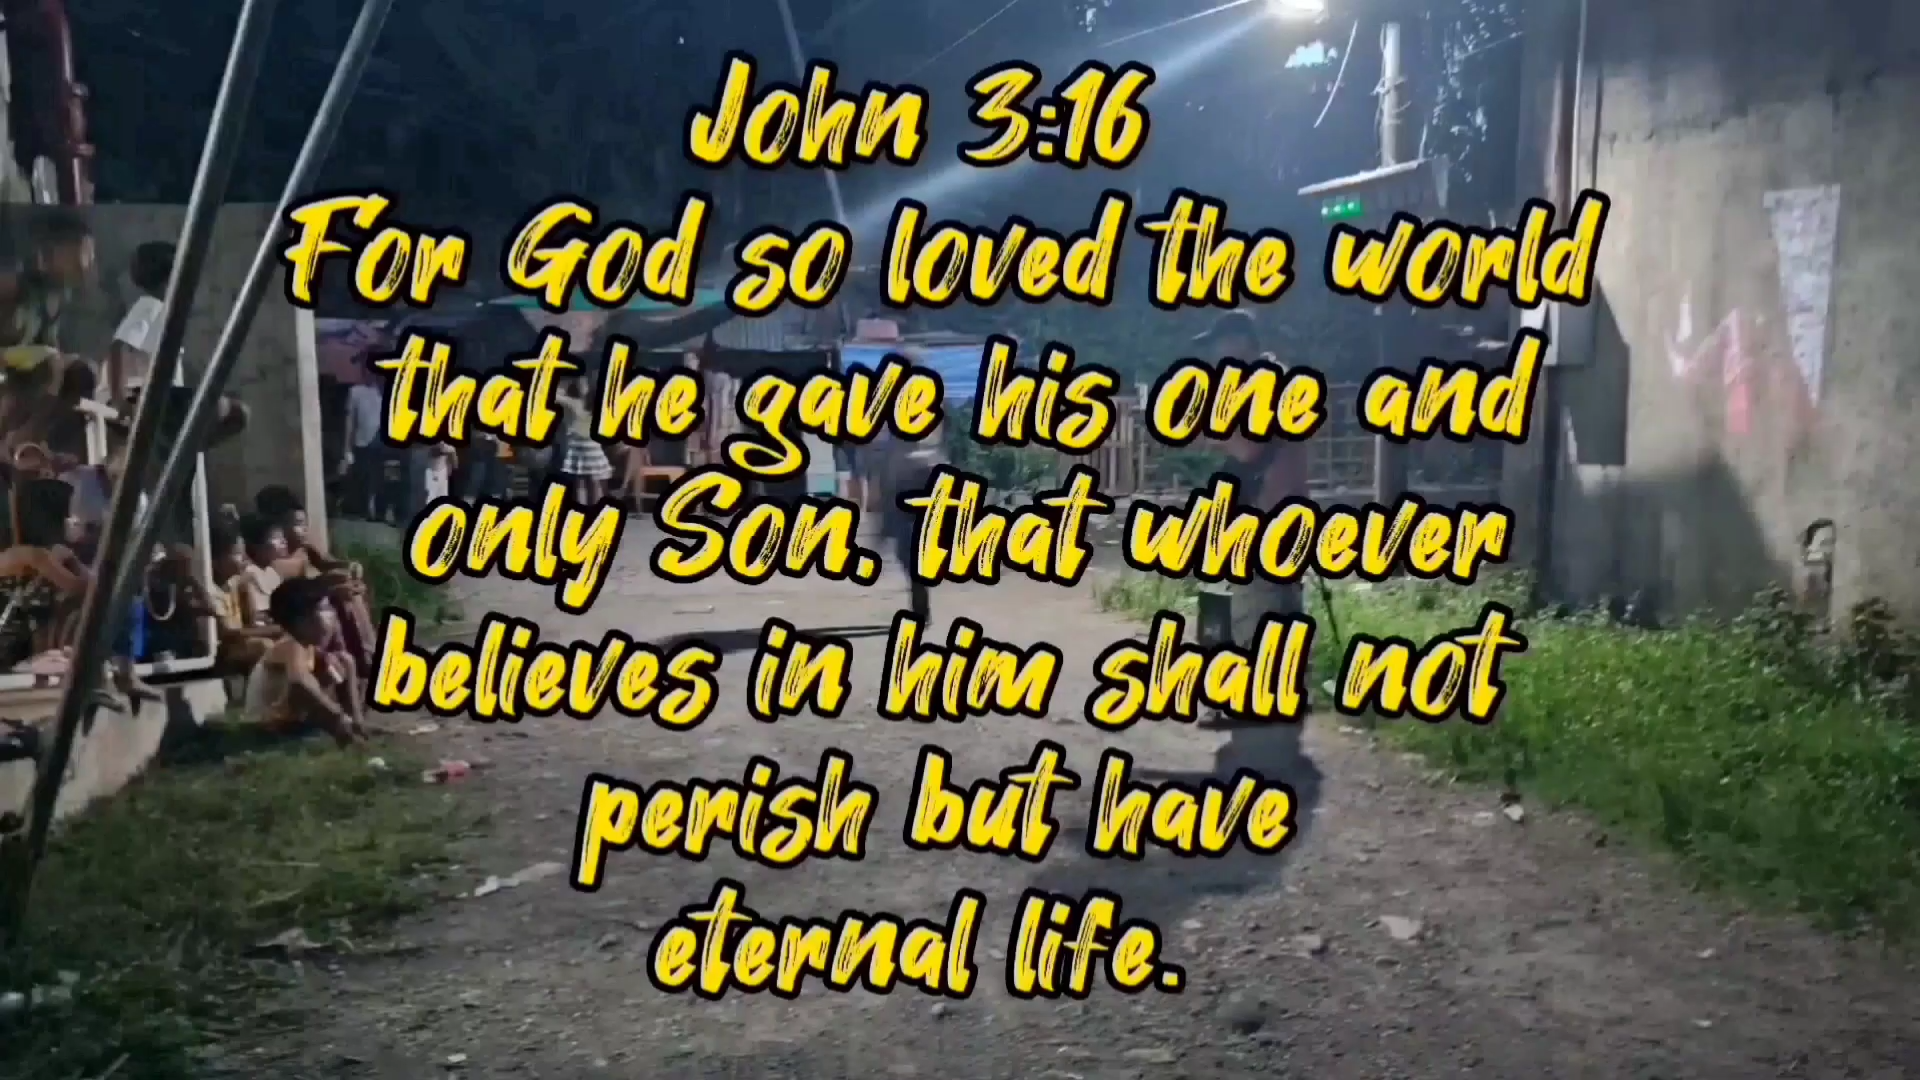 John 3:16
For God so loved the world
that he gave his one and
only Son, that whoever
believes in him shall not
perish but have
eternal life.